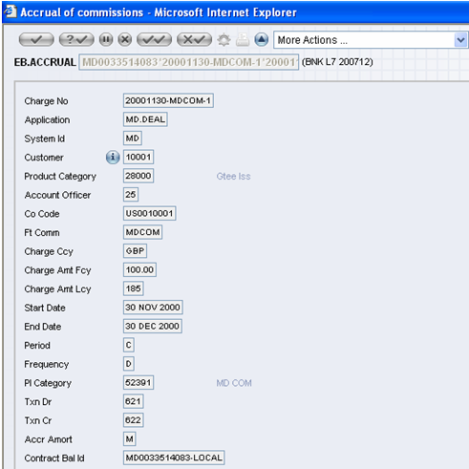 Accrual of commissions - Microsoft Internet Explorer
More Actions ...
EB.ACCRUAL MD0033514083'20001130-MDCOM-1'20001' (BNK L7 200712)
Charge No 20001130-MDCOM-1
Application MD.DEAL
System Id MD
Customer 10001
Product Category 28000 Gtee Iss
Account Officer 25
Co Code US0010001
Ft Comm MDCOM
Charge Ccy GBP
Charge Amt Fcy 100.00
Charge Amt Lcy 185
Start Date 30 NOV 2000
End Date 30 DEC 2000
Period C
Frequency D
Pl Category 52391 MD COM
Txn Dr 621
Txn Cr 622
Accr Amort M
Contract Bal Id MD0033514083-LOCAL